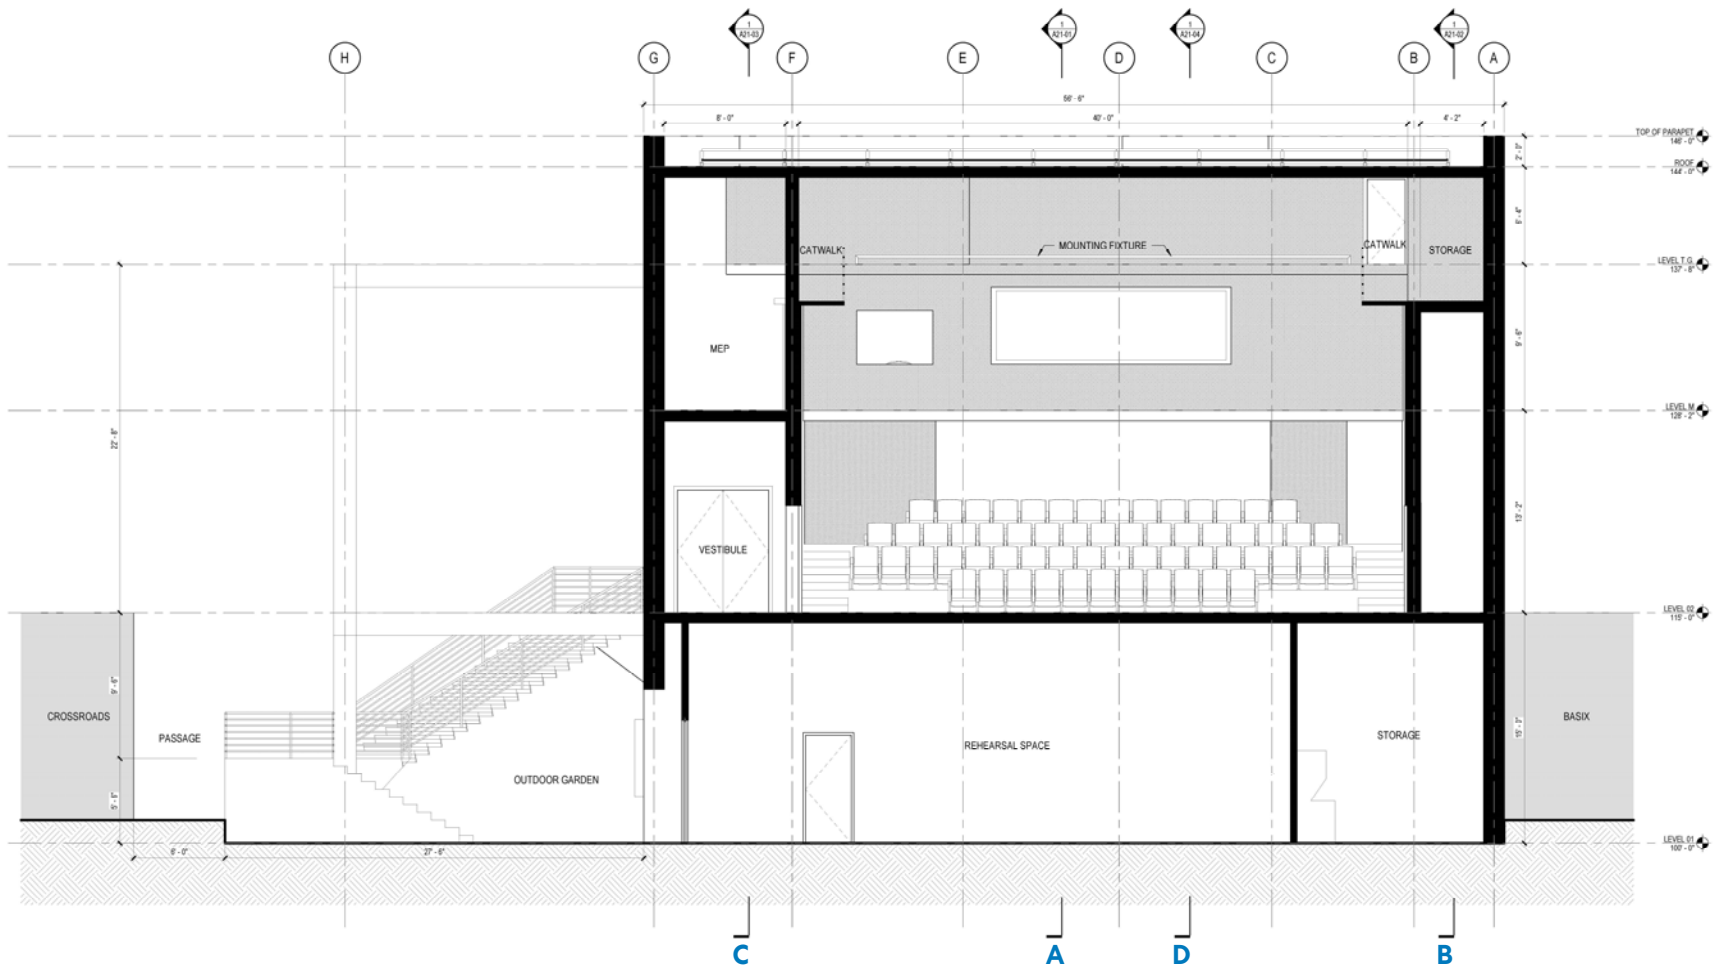 1
A21-03
1
A21-01
1
A21-04
1
A21-02
H
G
F
E
D
C
B
A
56' - 6"
8' - 0"
40' - 0"
4' - 2"
TOP OF PARAPET
146' - 0"
2' - 0"
ROOF
144' - 0"
6' - 4"
CATWALK
MOUNTING FIXTURE
CATWALK
STORAGE
LEVEL T.G.
137' - 8"
MEP
9' - 6"
LEVEL M
128' - 2"
22' - 8"
13' - 2"
VESTIBULE
LEVEL 02
115' - 0"
CROSSROADS
PASSAGE
OUTDOOR GARDEN
REHEARSAL SPACE
STORAGE
15' - 0"
BASIX
LEVEL 01
100' - 0"
6' - 0"
27' - 6"
C
A
D
B